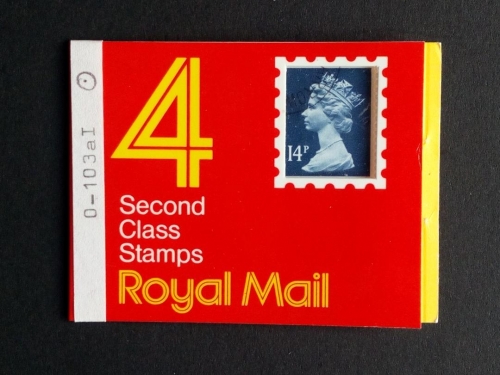 4
Second
Class
Stamps
Royal Mail
14P
0-103aI